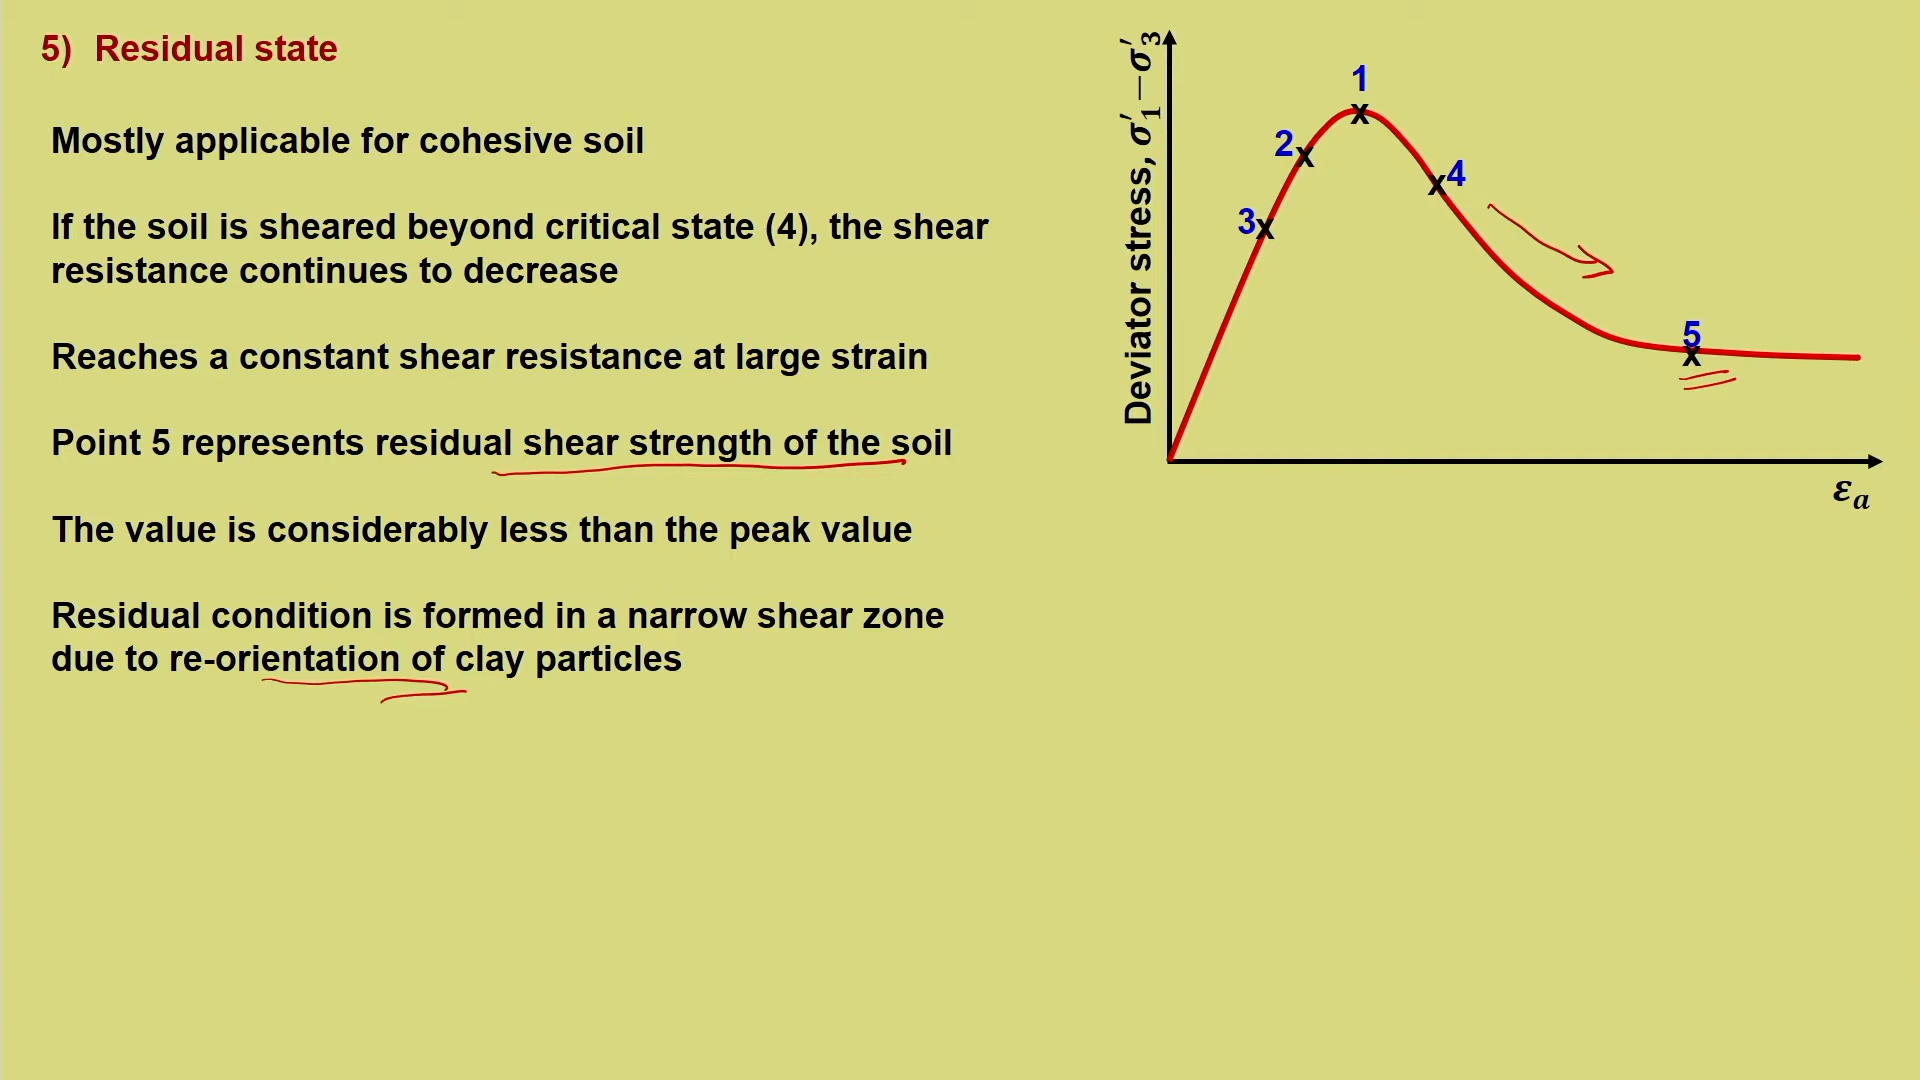 5) Residual state
Mostly applicable for cohesive soil
If the soil is sheared beyond critical state (4), the shear
resistance continues to decrease
Reaches a constant shear resistance at large strain
Point 5 represents residual shear strength of the soil
The value is considerably less than the peak value
Residual condition is formed in a narrow shear zone
due to re-orientation of clay particles
Deviator stress, σ′₁−σ′₃
1
2
3
4
5
εₐ